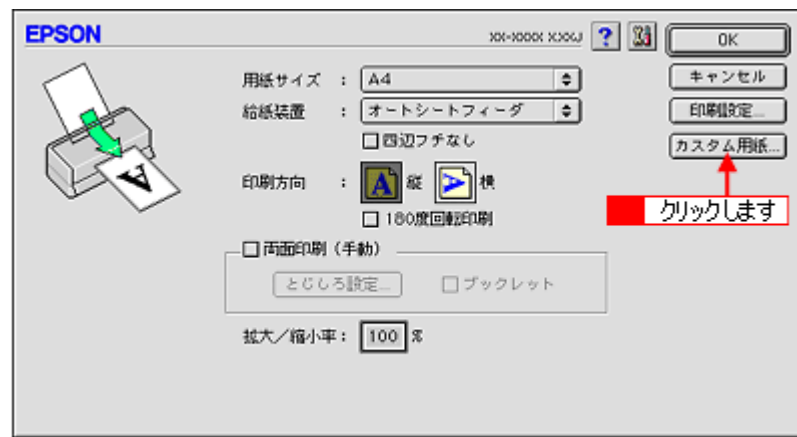 EPSON
XX-XXXX X.XXJ
OK
用紙サイズ : A4
キャンセル
給紙装置 : オートシートフィーダ
印刷設定...
四辺フチなし
カスタム用紙...
印刷方向 : 縦 横
クリックします
180度回転印刷
両面印刷（手動）
とじしろ設定...
ブックレット
拡大／縮小率： 100 %